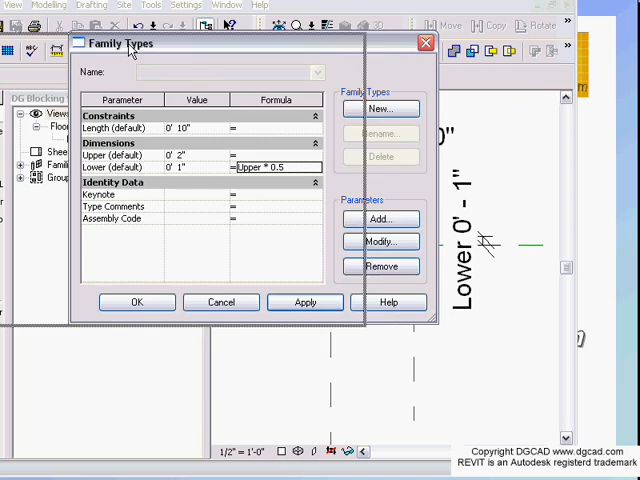 View Modelling Drafting Site Tools Settings Window Help
Move Copy Rotate
ABC
Family Types
Name:
Parameter Value Formula
Constraints
Length (default) 0' 10" =
Dimensions
Upper (default) 0' 2" =
Lower (default) 0' 1" = Upper * 0.5
Identity Data
Keynote =
Type Comments =
Assembly Code =
Family Types
New...
Rename...
Delete
Parameters
Add...
Modify...
Remove
OK Cancel Apply Help
DG Blocking
Views
Floor
Shee
Famili
Group
0"
Lower 0' - 1"
1/2" = 1'-0"
Copyright DGCAD www.dgcad.com
REVIT is an Autodesk registerd trademark